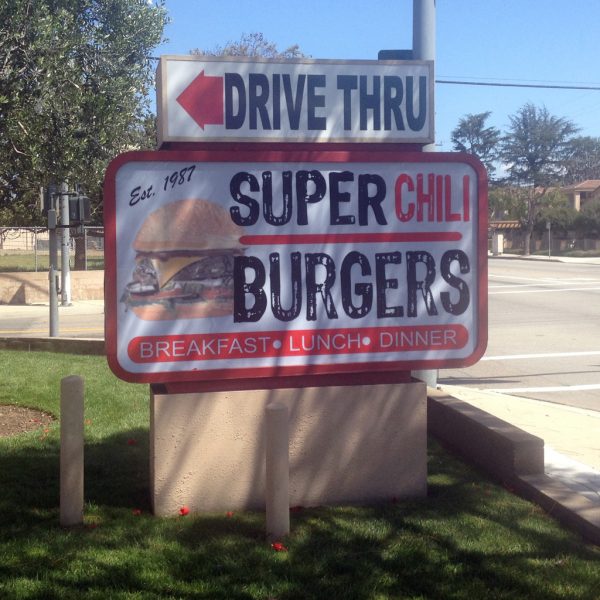 DRIVE THRU
Est. 1987
SUPER CHILI
BURGERS
BREAKFAST • LUNCH • DINNER